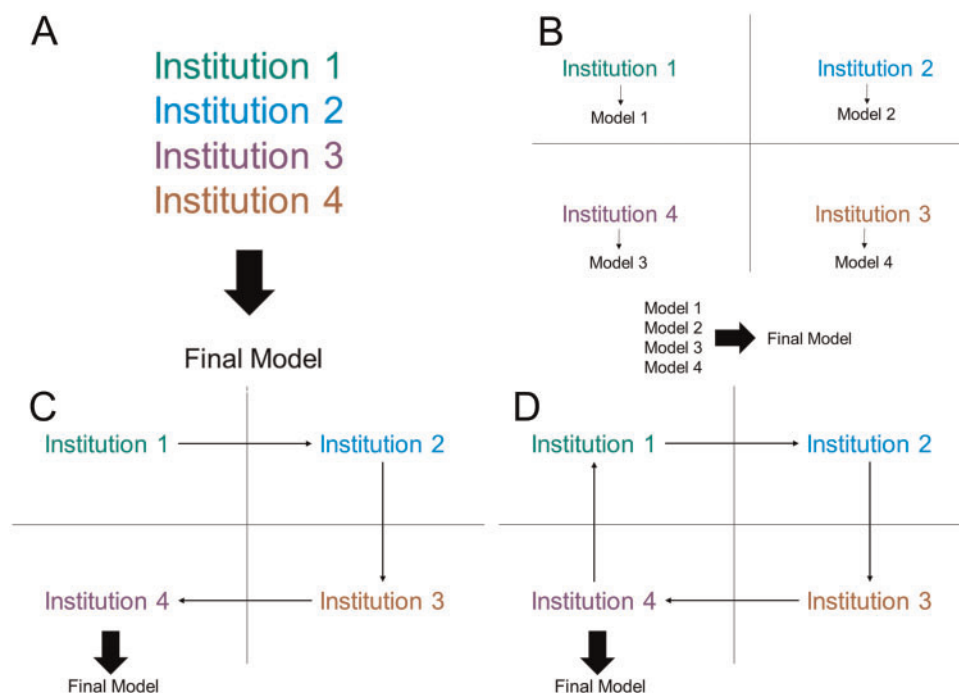 A
Institution 1
Institution 2
Institution 3
Institution 4
Final Model
B
Institution 1
Institution 2
Model 1
Model 2
Institution 4
Institution 3
Model 3
Model 4
Model 1
Model 2
Model 3
Model 4
Final Model
C
Institution 1
Institution 2
Institution 4
Institution 3
Final Model
D
Institution 1
Institution 2
Institution 4
Institution 3
Final Model